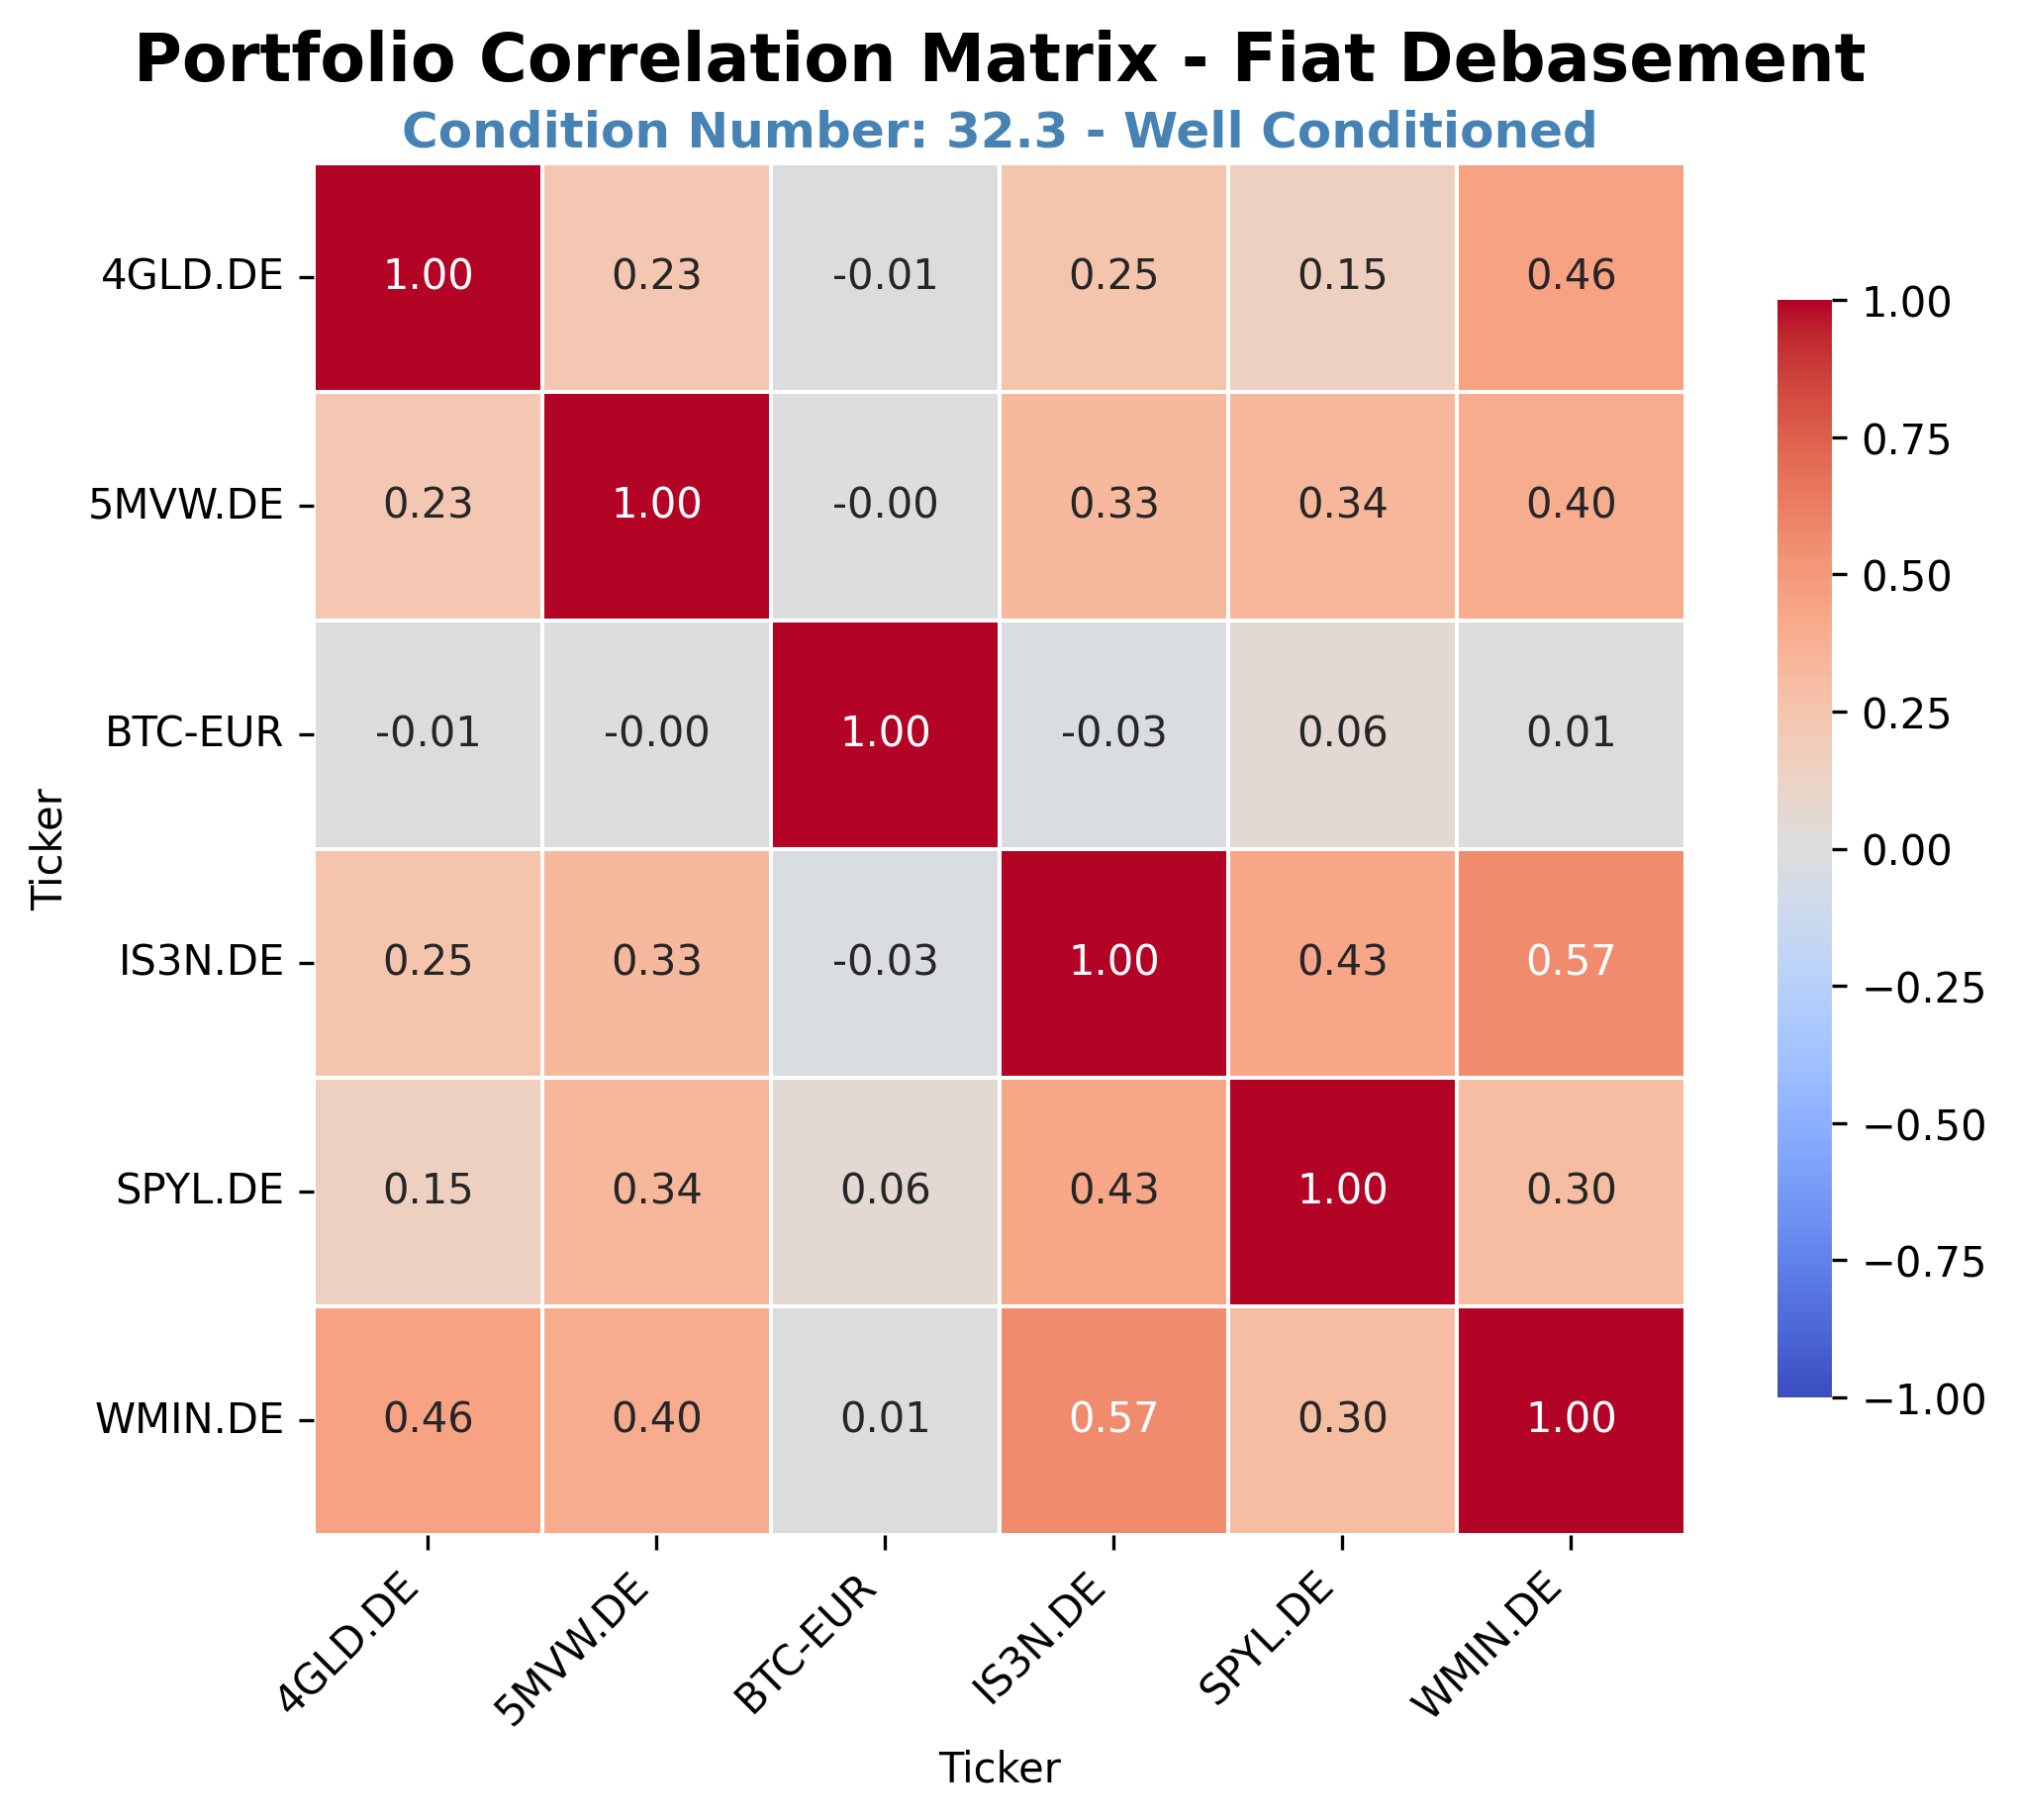 Portfolio Correlation Matrix - Fiat Debasement
Condition Number: 32.3 - Well Conditioned
4GLD.DE 1.00 0.23 -0.01 0.25 0.15 0.46
5MVW.DE 0.23 1.00 -0.00 0.33 0.34 0.40
BTC-EUR -0.01 -0.00 1.00 -0.03 0.06 0.01
IS3N.DE 0.25 0.33 -0.03 1.00 0.43 0.57
SPYL.DE 0.15 0.34 0.06 0.43 1.00 0.30
WMIN.DE 0.46 0.40 0.01 0.57 0.30 1.00
Ticker
4GLD.DE 5MVW.DE BTC-EUR IS3N.DE SPYL.DE WMIN.DE
Ticker
1.00
0.75
0.50
0.25
0.00
−0.25
−0.50
−0.75
−1.00